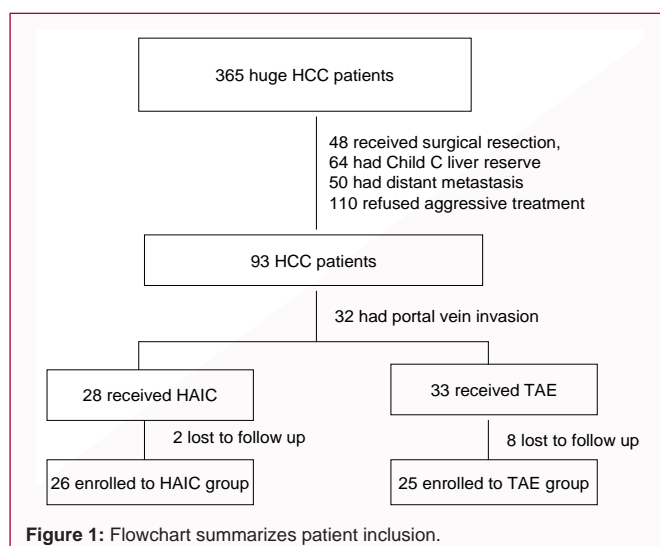 365 huge HCC patients
48 received surgical resection,
64 had Child C liver reserve
50 had distant metastasis
110 refused aggressive treatment
93 HCC patients
32 had portal vein invasion
28 received HAIC
33 received TAE
2 lost to follow up
8 lost to follow up
26 enrolled to HAIC group
25 enrolled to TAE group
Figure 1: Flowchart summarizes patient inclusion.